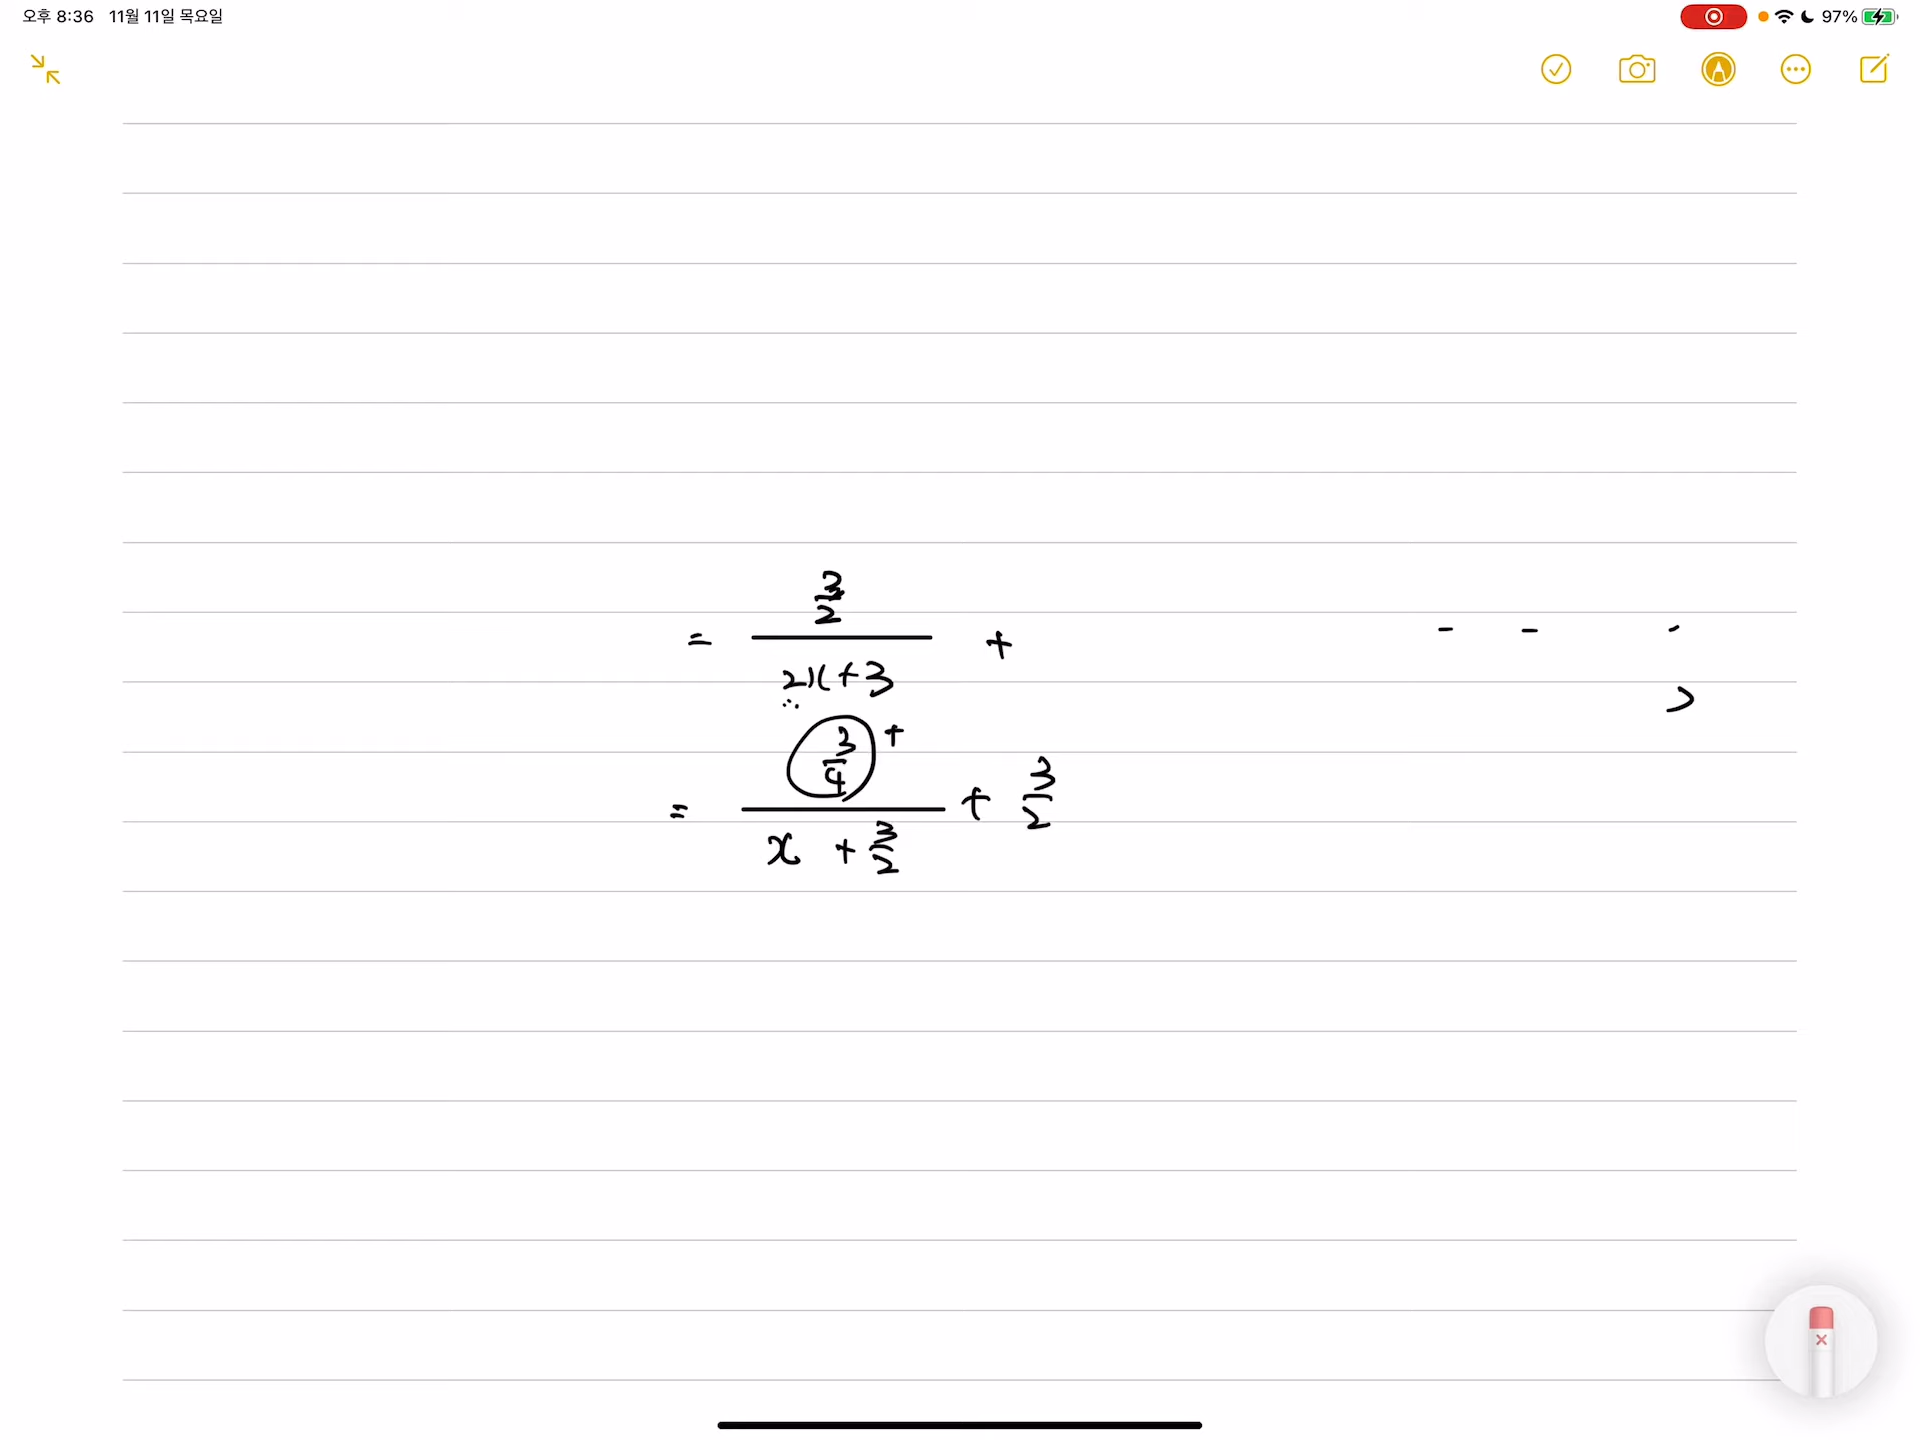 오후 8:36 11월 11일 목요일 97%
= 3/2 / 2x+3 +
= 3/4 + / x + 3/2 + 3/2